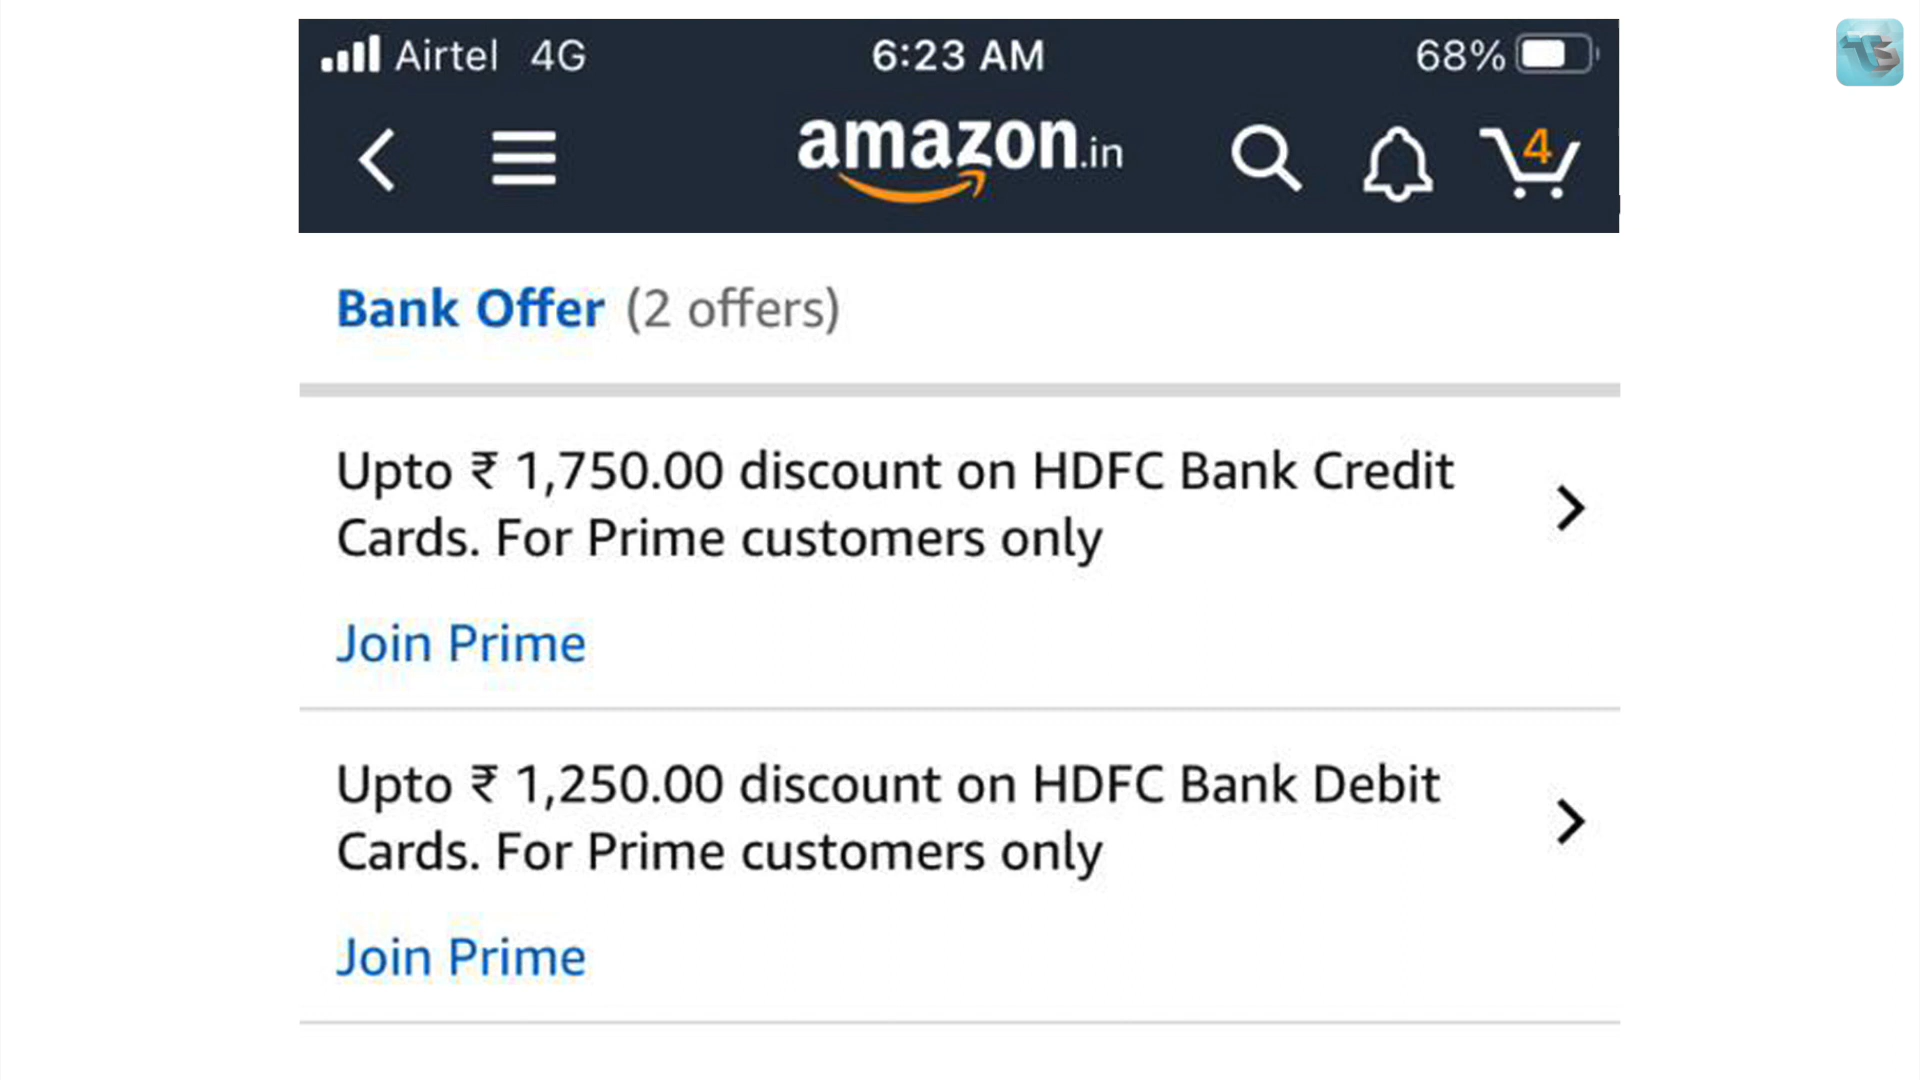 Airtel 4G 6:23 AM 68%
amazon.in 4
Bank Offer (2 offers)
Upto ₹ 1,750.00 discount on HDFC Bank Credit
Cards. For Prime customers only
Join Prime
Upto ₹ 1,250.00 discount on HDFC Bank Debit
Cards. For Prime customers only
Join Prime